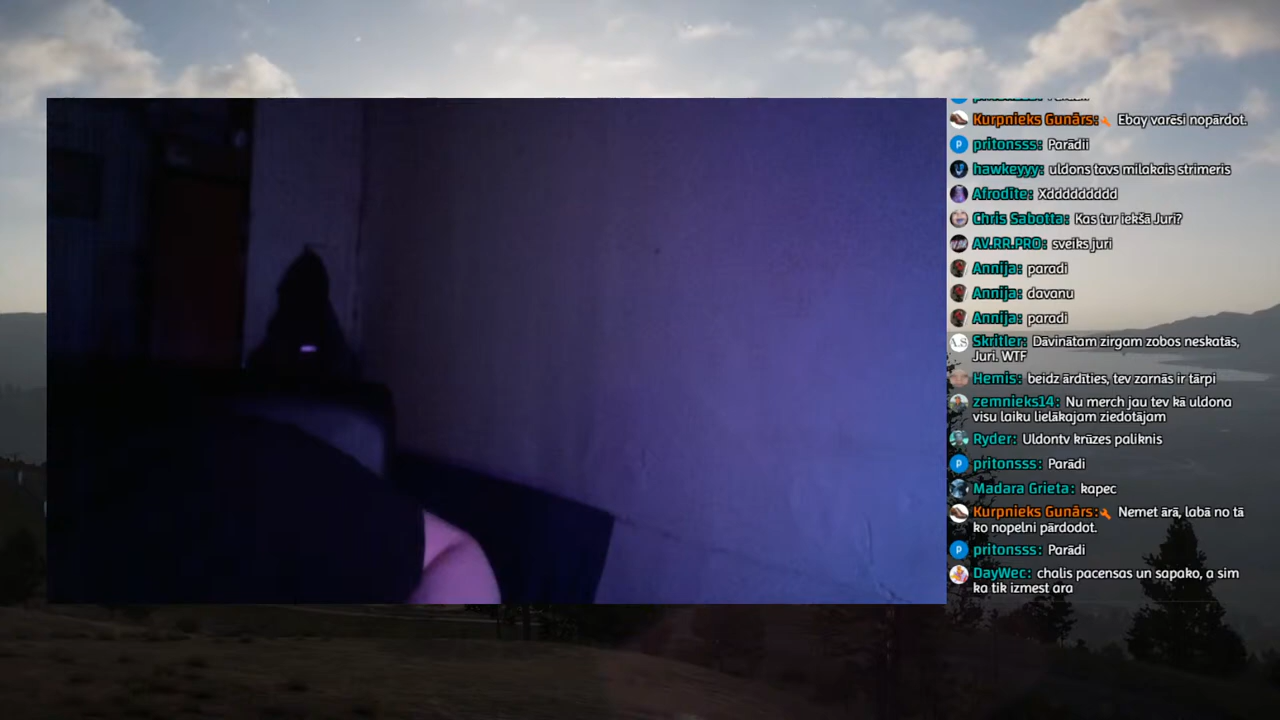 Kurpnieks Gunārs: Ebay varēsi nopārdot.
pritonsss: Parādii
hawkeyyy: uldons tavs milakais strimeris
Afrodīte: Xdddddddddd
Chris Sabotta: Kas tur iekšā Juri?
AV.RR.PRO: sveiks juri
Annija: paradi
Annija: davanu
Annija: paradi
Skritler: Dāvinātam zirgam zobos neskatās,
Juri. WTF
Hemis: beidz ārdīties, tev zarnās ir tārpi
zemnieks14: Nu merch jau tev kā uldona
visu laiku lielākajam ziedotājam
Ryder: Uldontv krūzes paliknis
pritonsss: Parādi
Madara Grieta: kapec
Kurpnieks Gunārs: Nemet ārā, labā no tā
ko nopelni pārdodot.
pritonsss: Parādi
DayWec: chalis pacensas un sapako, a sim
ka tik izmest ara